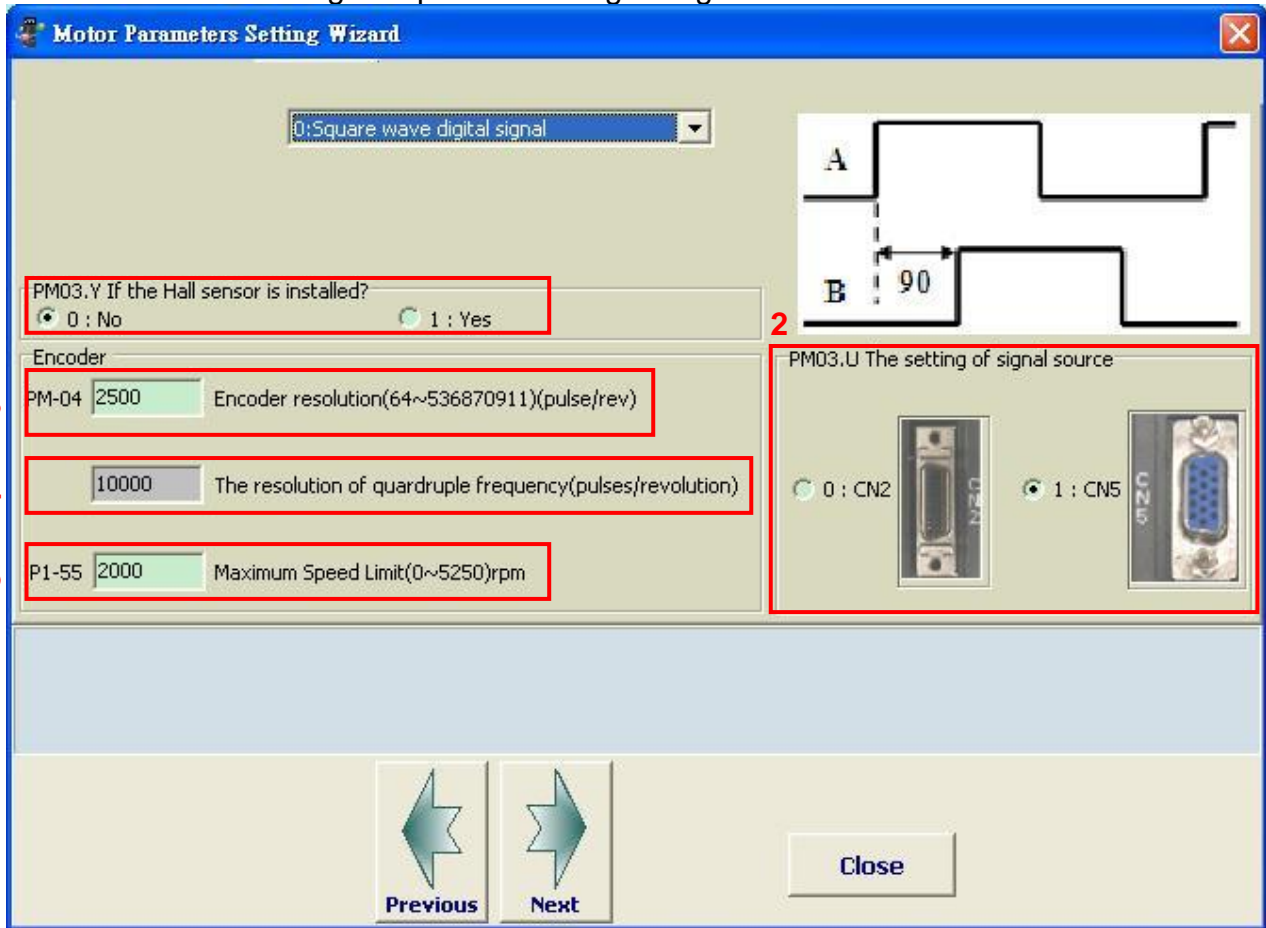 Motor Parameters Setting Wizard
0:Square wave digital signal
A
B
90
PM03.Y If the Hall sensor is installed?
0 : No
1 : Yes
2
Encoder
PM-04 2500 Encoder resolution(64~536870911)(pulse/rev)
10000 The resolution of quardruple frequency(pulses/revolution)
P1-55 2000 Maximum Speed Limit(0~5250)rpm
PM03.U The setting of signal source
0 : CN2
CN2
1 : CN5
CN5
Previous
Next
Close